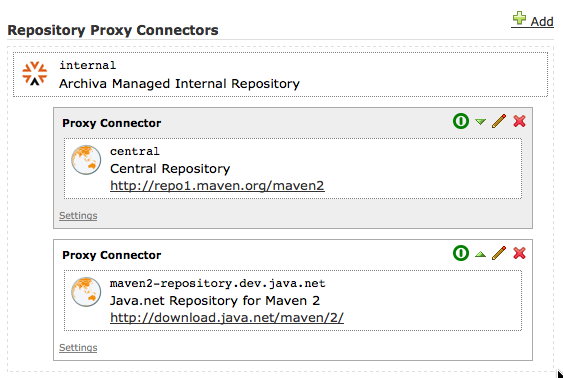 Add
Repository Proxy Connectors
internal
Archiva Managed Internal Repository
Proxy Connector
central
Central Repository
http://repo1.maven.org/maven2
Settings
Proxy Connector
maven2-repository.dev.java.net
Java.net Repository for Maven 2
http://download.java.net/maven/2/
Settings